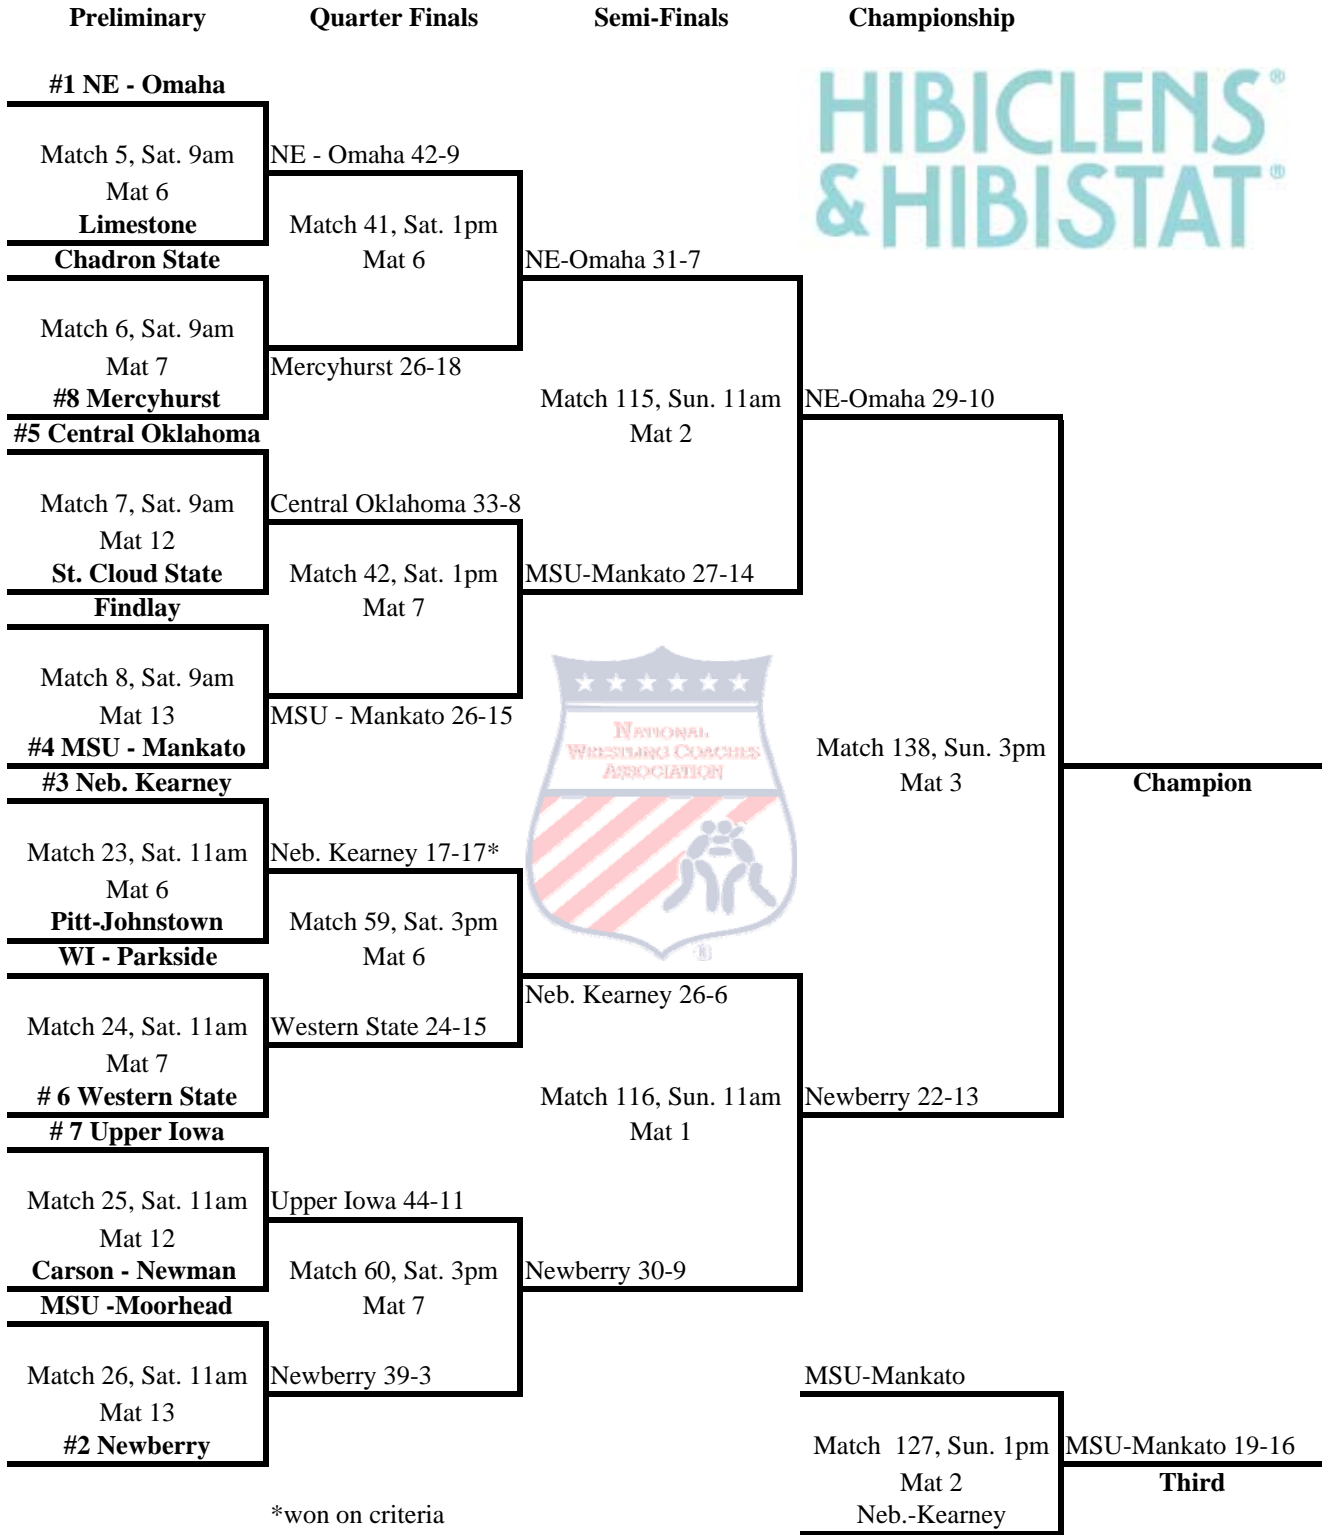 Preliminary Quarter Finals Semi-Finals Championship
#1 NE - Omaha
HIBICLENS®
& HIBISTAT®
Match 5, Sat. 9am NE - Omaha 42-9
Mat 6
Limestone Match 41, Sat. 1pm
Chadron State Mat 6 NE-Omaha 31-7
Match 6, Sat. 9am
Mat 7 Mercyhurst 26-18
#8 Mercyhurst Match 115, Sun. 11am NE-Omaha 29-10
#5 Central Oklahoma Mat 2
Match 7, Sat. 9am Central Oklahoma 33-8
Mat 12
St. Cloud State Match 42, Sat. 1pm MSU-Mankato 27-14
Findlay Mat 7
Match 8, Sat. 9am
Mat 13 MSU - Mankato 26-15
NATIONAL
WRESTLING COACHES
ASSOCIATION
#4 MSU - Mankato Match 138, Sun. 3pm
#3 Neb. Kearney Mat 3 Champion
Match 23, Sat. 11am Neb. Kearney 17-17*
Mat 6
Pitt-Johnstown Match 59, Sat. 3pm
WI - Parkside Mat 6
®
Neb. Kearney 26-6
Match 24, Sat. 11am Western State 24-15
Mat 7
# 6 Western State Match 116, Sun. 11am Newberry 22-13
# 7 Upper Iowa Mat 1
Match 25, Sat. 11am Upper Iowa 44-11
Mat 12
Carson - Newman Match 60, Sat. 3pm Newberry 30-9
MSU -Moorhead Mat 7
Match 26, Sat. 11am Newberry 39-3 MSU-Mankato
Mat 13
#2 Newberry Match 127, Sun. 1pm MSU-Mankato 19-16
Mat 2 Third
*won on criteria Neb.-Kearney